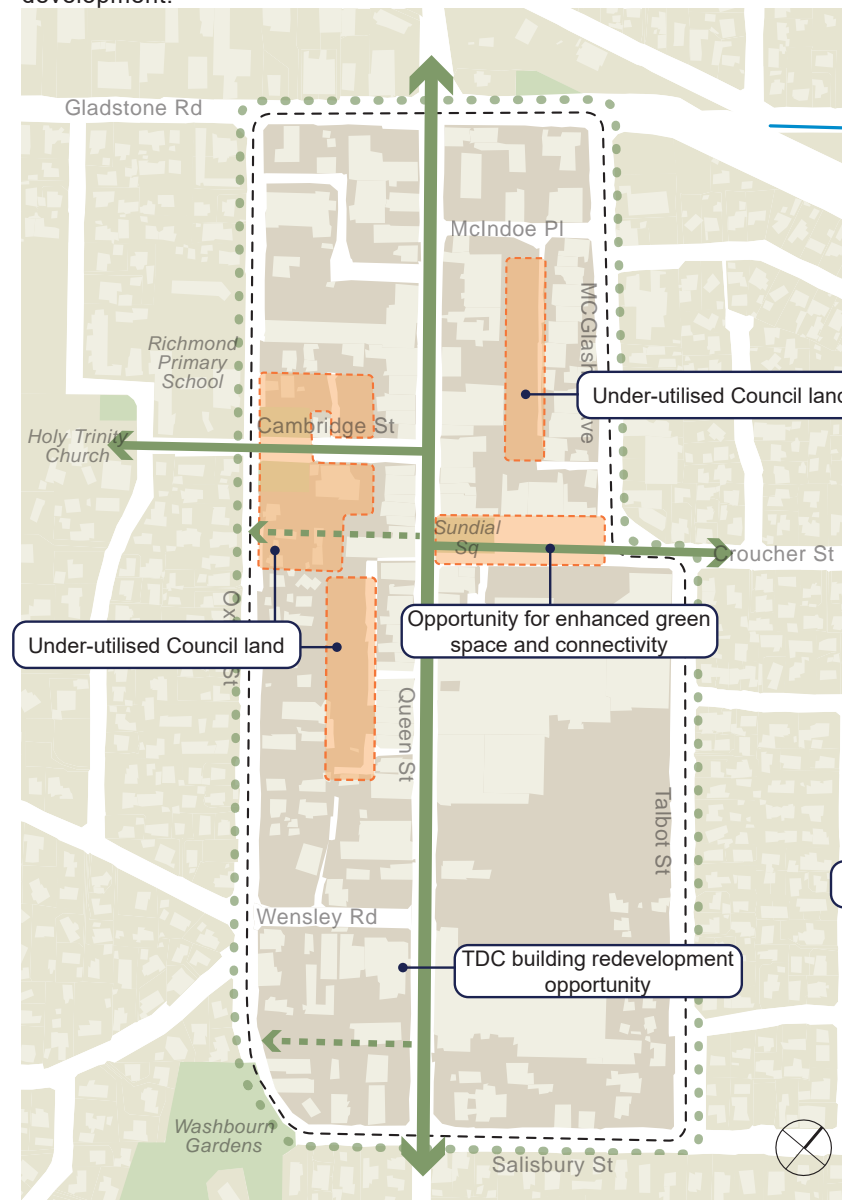 development.
Gladstone Rd
McIndoe Pl
Richmond
Primary
School
Under-utilised Council land
Cambridge St
Holy Trinity
Church
Sundial
Sq
Croucher St
Opportunity for enhanced green
space and connectivity
Under-utilised Council land
Queen St
Talbot St
Wensley Rd
TDC building redevelopment
opportunity
Washbourn
Gardens
Salisbury St